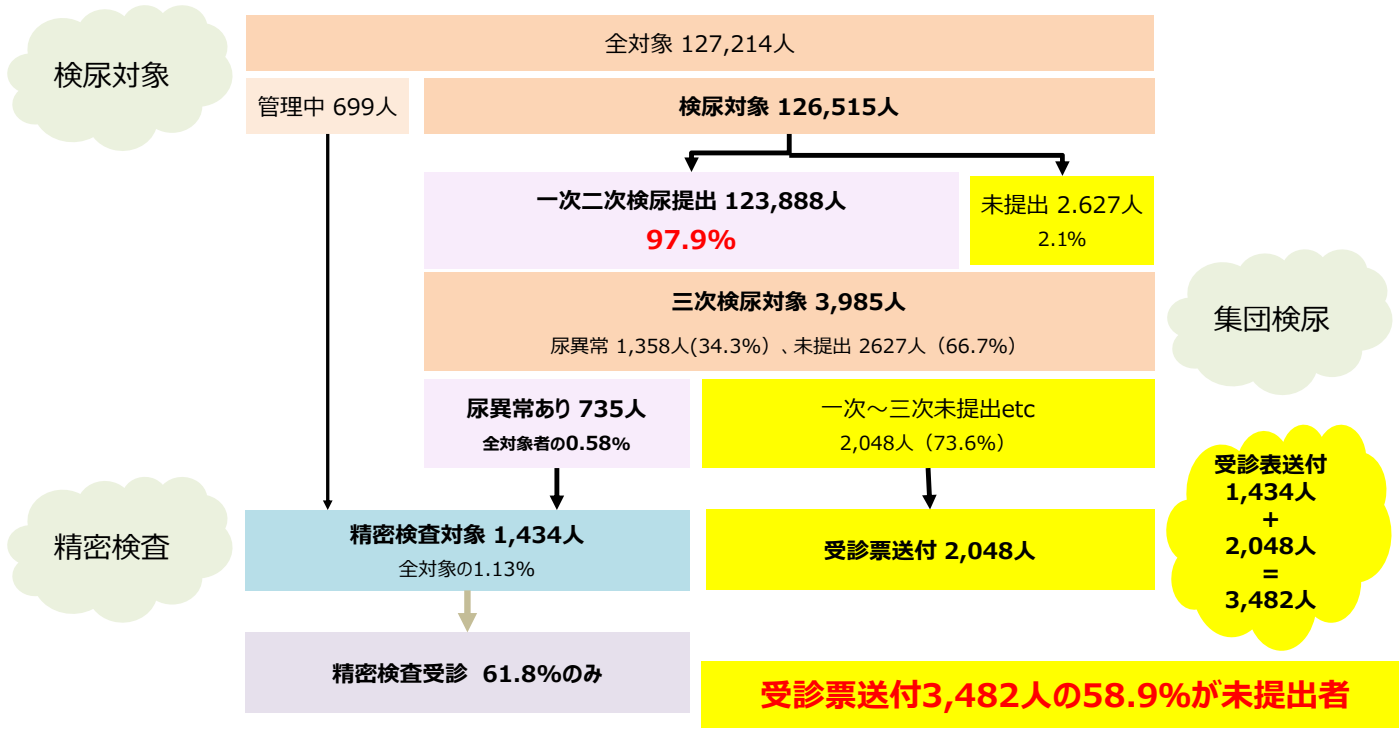 検尿対象
全対象 127,214人
管理中 699人
検尿対象 126,515人
一次二次検尿提出 123,888人
97.9%
未提出 2.627人
2.1%
三次検尿対象 3,985人
尿異常 1,358人(34.3%）、未提出 2627人（66.7%）
集団検尿
尿異常あり 735人
全対象者の0.58%
一次～三次未提出etc
2,048人（73.6%）
精密検査
精密検査対象 1,434人
全対象の1.13%
受診票送付 2,048人
受診表送付
1,434人
+
2,048人
=
3,482人
精密検査受診 61.8%のみ
受診票送付3,482人の58.9%が未提出者